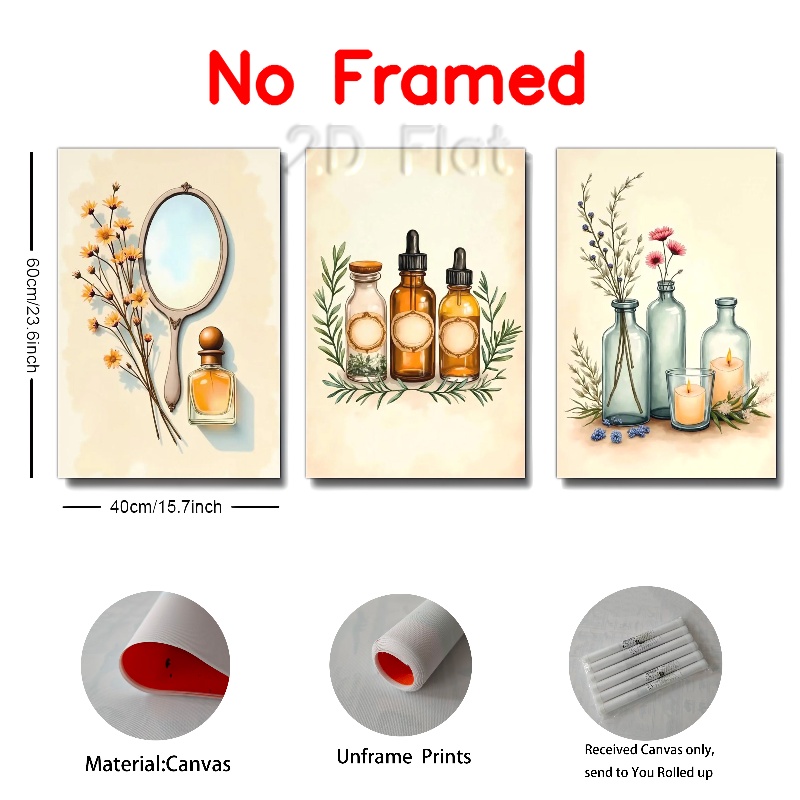 No Framed
2D Flat
60cm/23.6inch
40cm/15.7inch
Material:Canvas
Unframe Prints
Received Canvas only,
send to You Rolled up